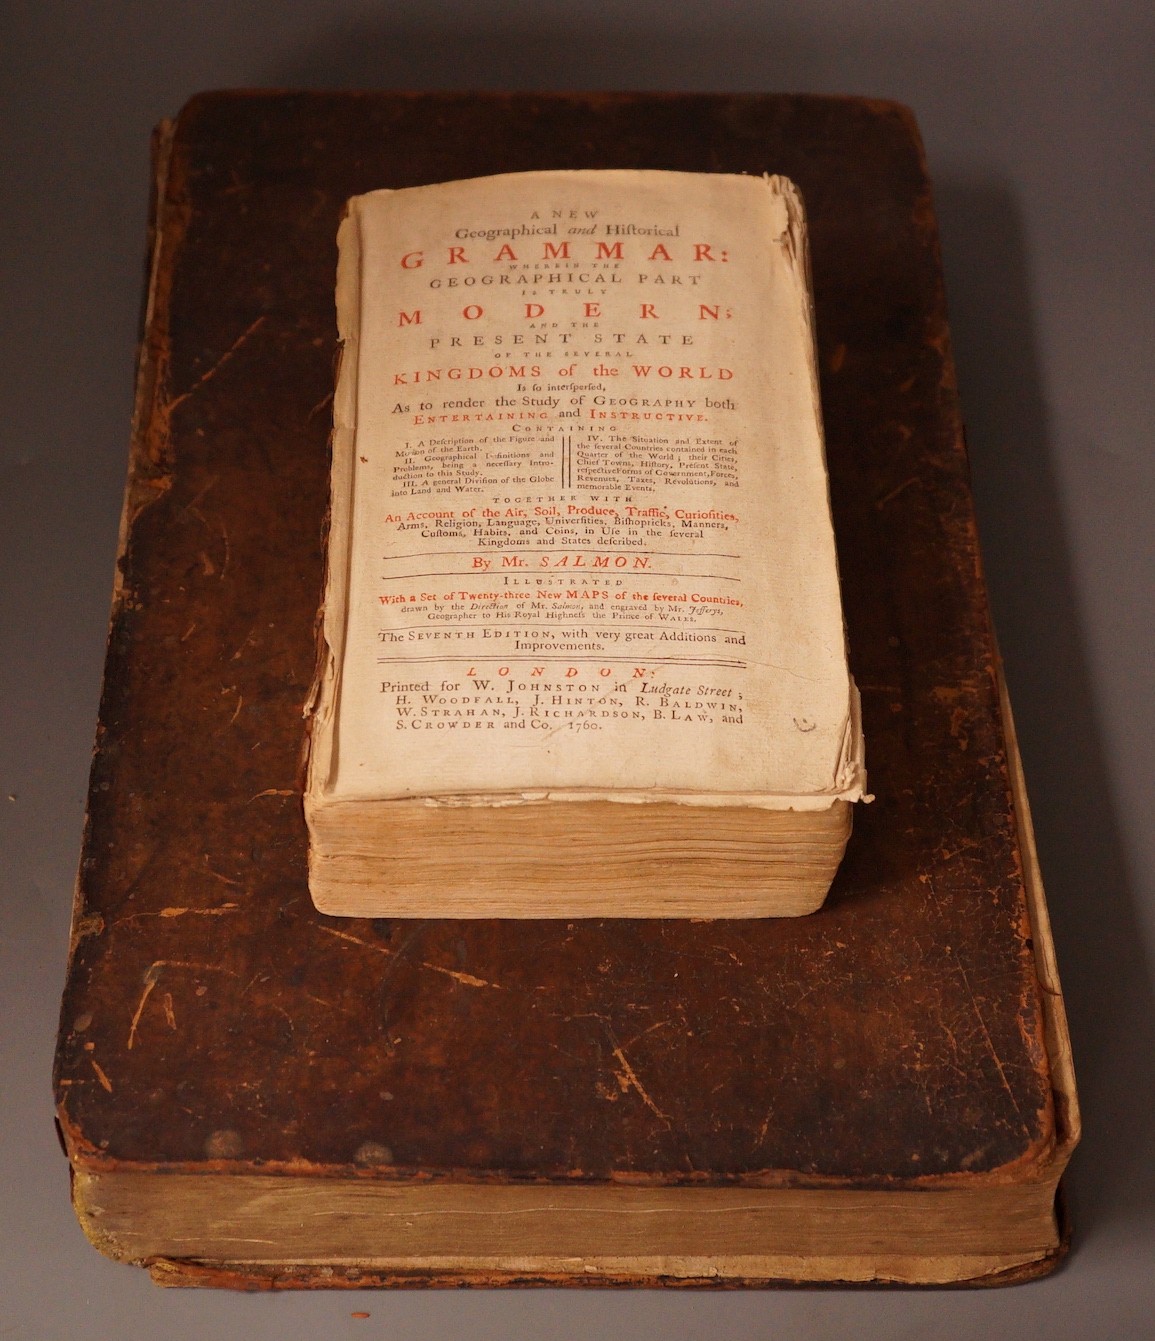 A NEW
Geographical and Hiſtorical
GRAMMAR:
WHEREIN THE
GEOGRAPHICAL PART
IS TRULY
MODERN;
AND THE
PRESENT STATE
OF THE SEVERAL
KINGDOMS of the WORLD
Is ſo interſperſed,
As to render the Study of GEOGRAPHY both
ENTERTAINING and INSTRUCTIVE.
CONTAINING
I. A Deſcription of the Figure and
Motion of the Earth.
II. Geographical Definitions and
Problems, being a neceſſary Intro-
duction to this Study.
III. A general Diviſion of the Globe
into Land and Water.
IV. The Situation and Extent of
the ſeveral Countries contained in each
Quarter of the World; their Cities,
Chief Towns, Hiſtory, Preſent State,
reſpective Forms of Government, Forces,
Revenues, Taxes, Revolutions, and
memorable Events.
TOGETHER WITH
An Account of the Air, Soil, Produce, Traffic, Curioſities,
Arms, Religion, Language, Univerſities, Biſhopricks, Manners,
Cuſtoms, Habits, and Coins, in Uſe in the ſeveral
Kingdoms and States deſcribed.
By Mr. SALMON.
ILLUSTRATED
With a Set of Twenty-three New MAPS of the ſeveral Countries,
drawn by the Direction of Mr. Salmon, and engraved by Mr. Jefferys,
Geographer to His Royal Highneſs the Prince of WALES.
The SEVENTH EDITION, with very great Additions and
Improvements.
LONDON:
Printed for W. JOHNSTON in Ludgate Street;
H. WOODFALL, J. HINTON, R. BALDWIN,
W. STRAHAN, J. RICHARDSON, B. LAW, and
S. CROWDER and Co. 1760.